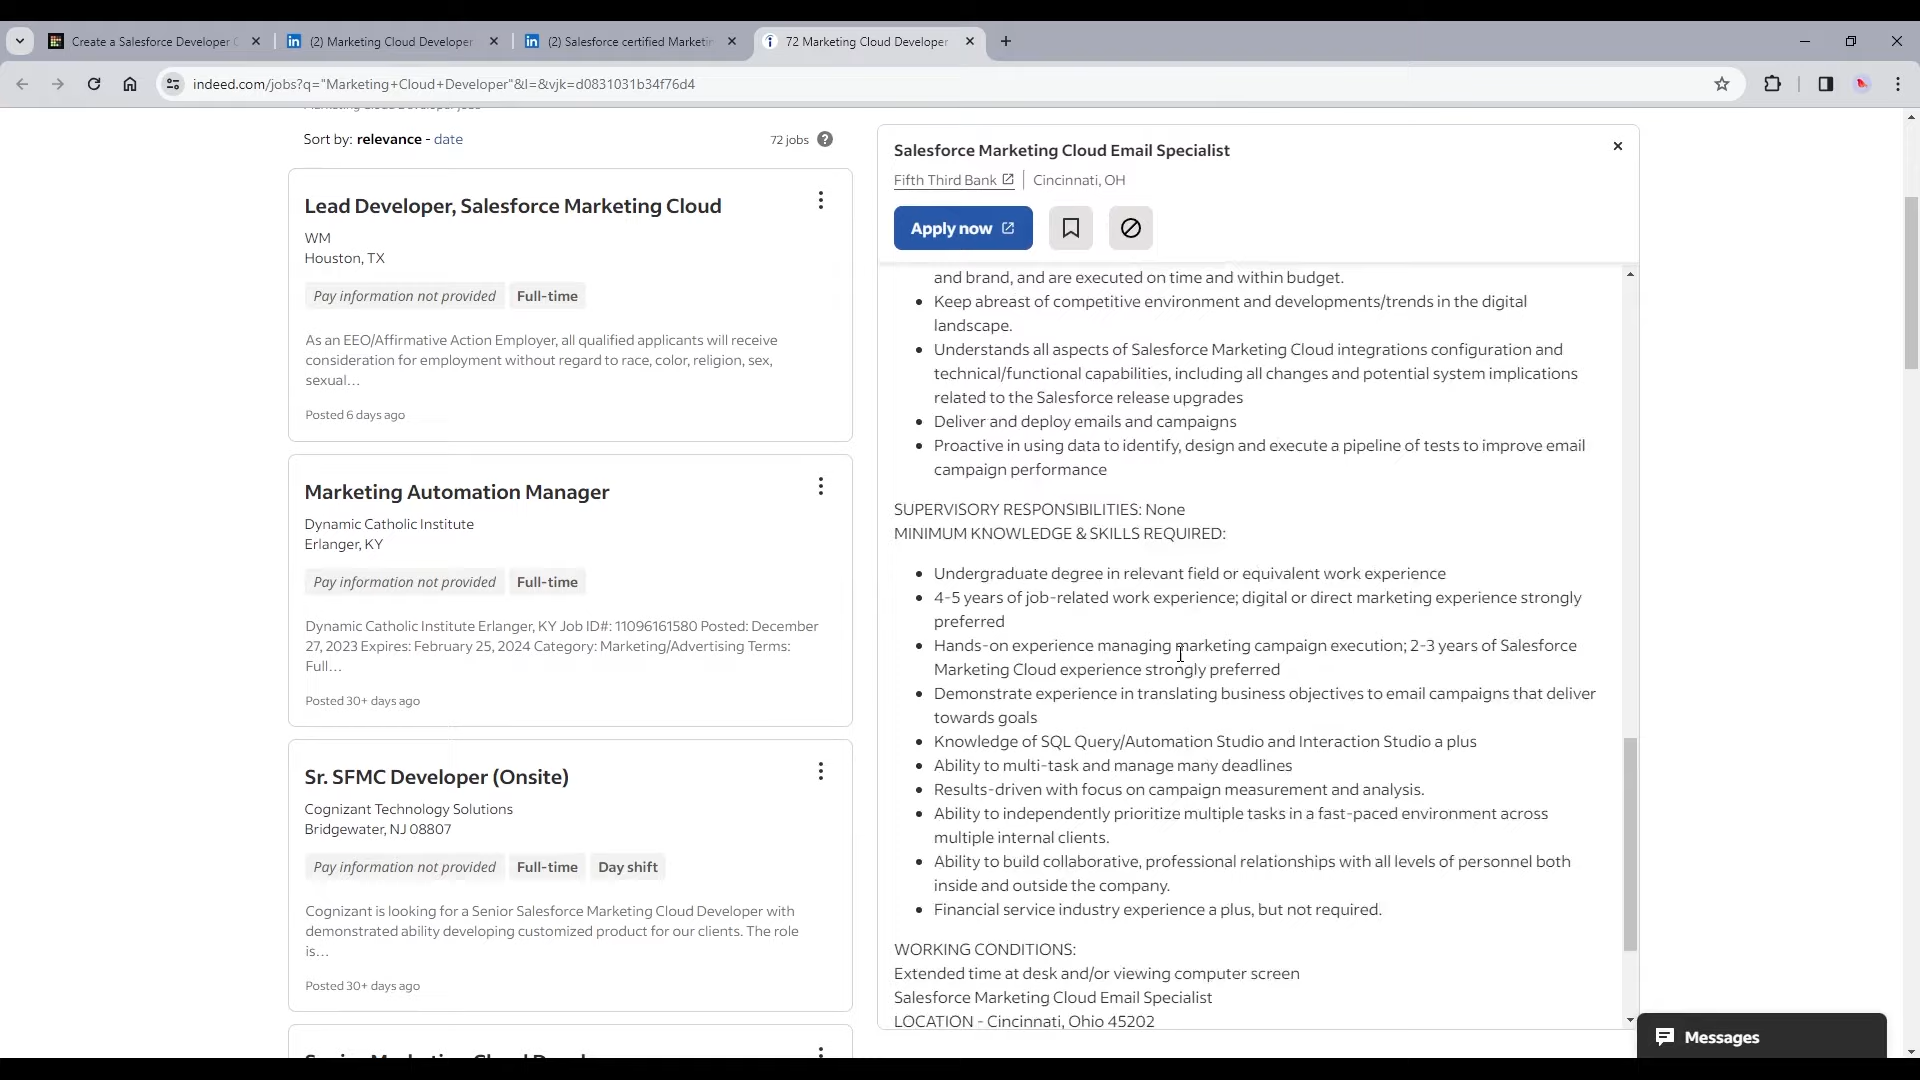 Create a Salesforce Developer C
(2) Marketing Cloud Developer
(2) Salesforce certified Marketin
72 Marketing Cloud Developer
indeed.com/jobs?q="Marketing+Cloud+Developer"&l=&vjk=d0831031b34f76d4
Marketing Cloud Developer jobs
Sort by: relevance - date
72 jobs
Lead Developer, Salesforce Marketing Cloud
WM
Houston, TX
Pay information not provided
Full-time
As an EEO/Affirmative Action Employer, all qualified applicants will receive
consideration for employment without regard to race, color, religion, sex,
sexual…
Posted 6 days ago
Marketing Automation Manager
Dynamic Catholic Institute
Erlanger, KY
Pay information not provided
Full-time
Dynamic Catholic Institute Erlanger, KY Job ID#: 11096161580 Posted: December
27, 2023 Expires: February 25, 2024 Category: Marketing/Advertising Terms:
Full…
Posted 30+ days ago
Sr. SFMC Developer (Onsite)
Cognizant Technology Solutions
Bridgewater, NJ 08807
Pay information not provided
Full-time
Day shift
Cognizant is looking for a Senior Salesforce Marketing Cloud Developer with
demonstrated ability developing customized product for our clients. The role
is…
Posted 30+ days ago
Senior Marketing Cloud
Salesforce Marketing Cloud Email Specialist
Fifth Third Bank
Cincinnati, OH
Apply now
and brand, and are executed on time and within budget.
• Keep abreast of competitive environment and developments/trends in the digital
landscape.
• Understands all aspects of Salesforce Marketing Cloud integrations configuration and
technical/functional capabilities, including all changes and potential system implications
related to the Salesforce release upgrades
• Deliver and deploy emails and campaigns
• Proactive in using data to identify, design and execute a pipeline of tests to improve email
campaign performance
SUPERVISORY RESPONSIBILITIES: None
MINIMUM KNOWLEDGE & SKILLS REQUIRED:
• Undergraduate degree in relevant field or equivalent work experience
• 4-5 years of job-related work experience; digital or direct marketing experience strongly
preferred
• Hands-on experience managing marketing campaign execution; 2-3 years of Salesforce
Marketing Cloud experience strongly preferred
• Demonstrate experience in translating business objectives to email campaigns that deliver
towards goals
• Knowledge of SQL Query/Automation Studio and Interaction Studio a plus
• Ability to multi-task and manage many deadlines
• Results-driven with focus on campaign measurement and analysis.
• Ability to independently prioritize multiple tasks in a fast-paced environment across
multiple internal clients.
• Ability to build collaborative, professional relationships with all levels of personnel both
inside and outside the company.
• Financial service industry experience a plus, but not required.
WORKING CONDITIONS:
Extended time at desk and/or viewing computer screen
Salesforce Marketing Cloud Email Specialist
LOCATION - Cincinnati, Ohio 45202
Messages